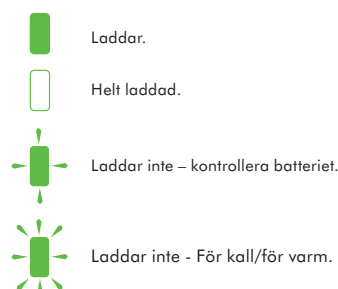 Laddar.
Helt laddad.
Laddar inte – kontrollera batteriet.
Laddar inte - För kall/för varm.